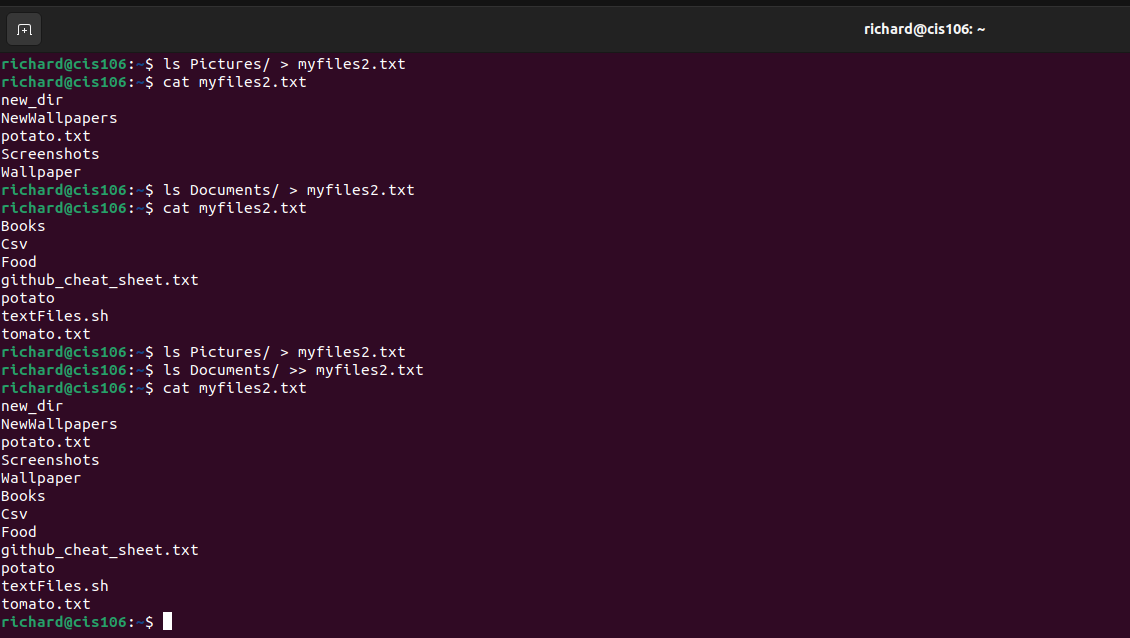 richard@cis106: ~
richard@cis106:~$ ls Pictures/ > myfiles2.txt
richard@cis106:~$ cat myfiles2.txt
new_dir
NewWallpapers
potato.txt
Screenshots
Wallpaper
richard@cis106:~$ ls Documents/ > myfiles2.txt
richard@cis106:~$ cat myfiles2.txt
Books
Csv
Food
github_cheat_sheet.txt
potato
textFiles.sh
tomato.txt
richard@cis106:~$ ls Pictures/ > myfiles2.txt
richard@cis106:~$ ls Documents/ >> myfiles2.txt
richard@cis106:~$ cat myfiles2.txt
new_dir
NewWallpapers
potato.txt
Screenshots
Wallpaper
Books
Csv
Food
github_cheat_sheet.txt
potato
textFiles.sh
tomato.txt
richard@cis106:~$